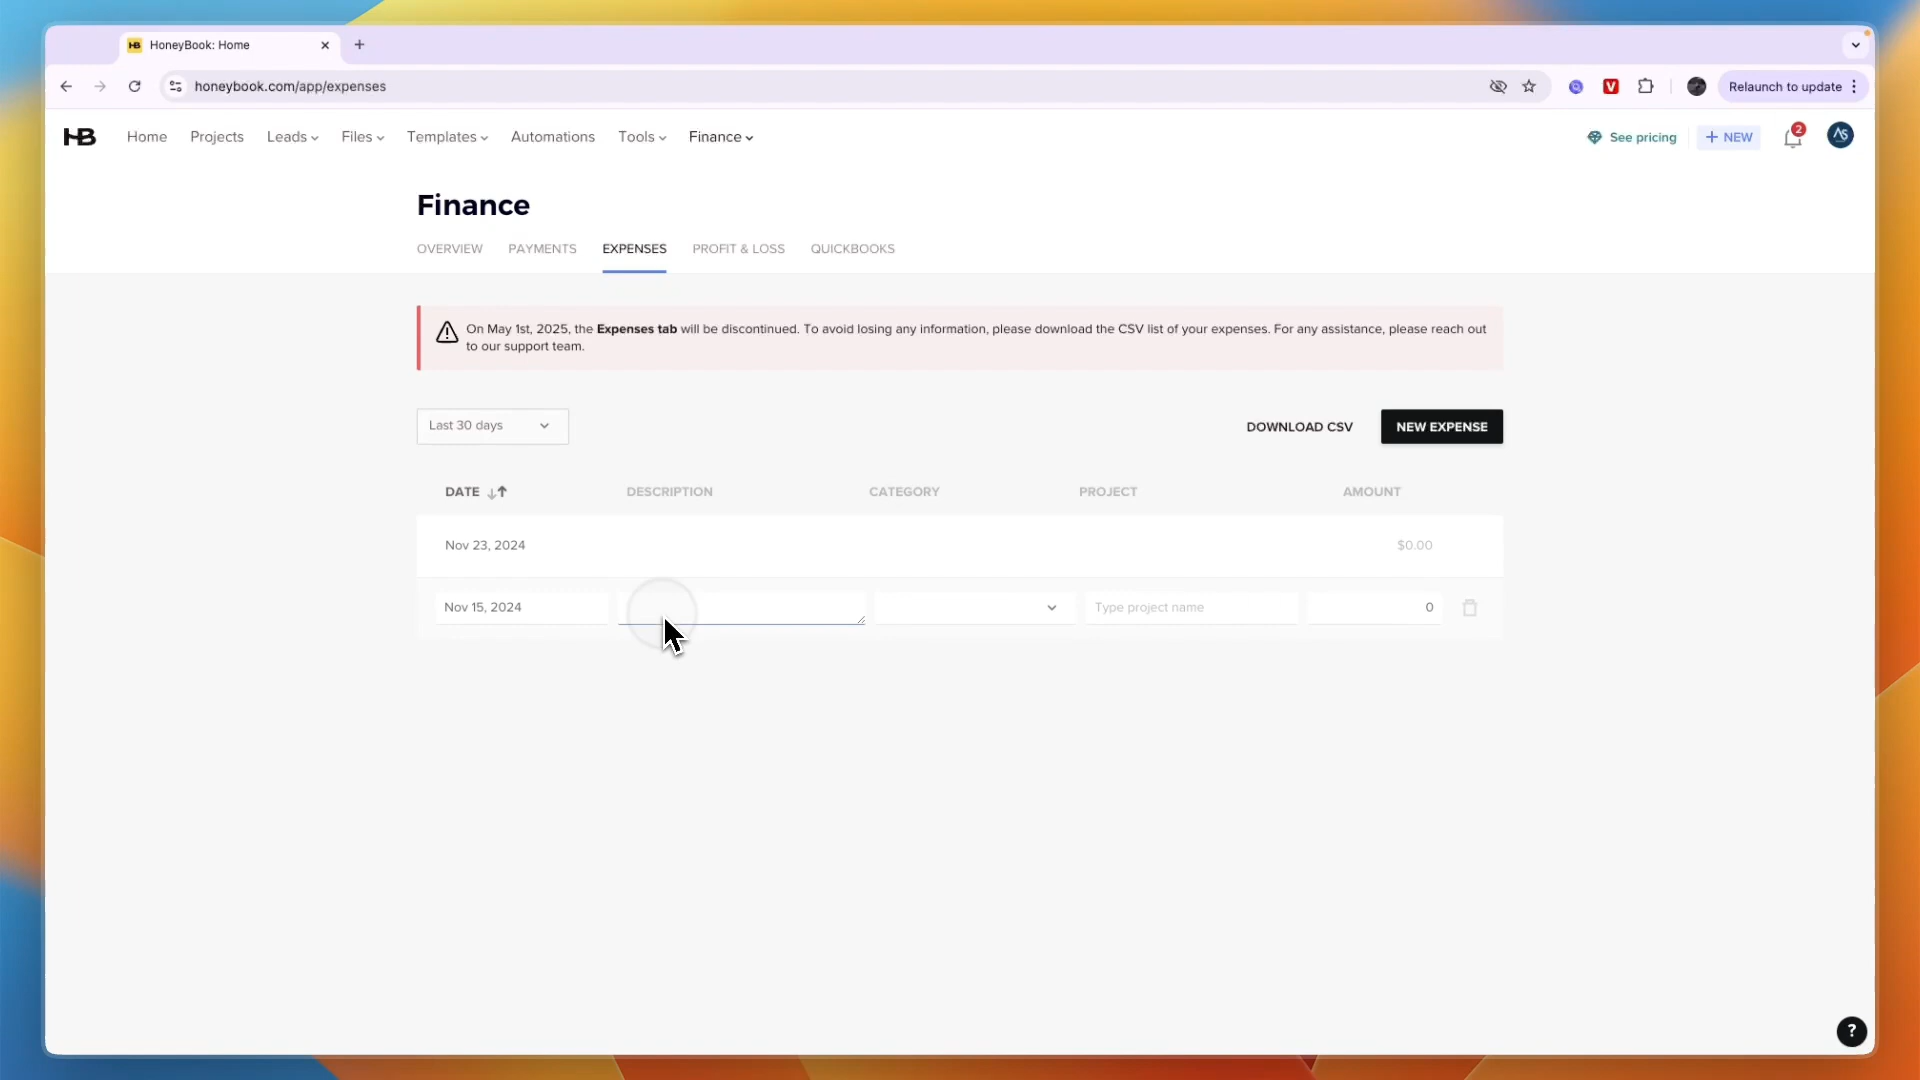 HB HoneyBook: Home
honeybook.com/app/expenses
V
Relaunch to update
HB
Home
Projects
Leads
Files
Templates
Automations
Tools
Finance
See pricing
+ NEW
2
AS
Finance
OVERVIEW
PAYMENTS
EXPENSES
PROFIT & LOSS
QUICKBOOKS
On May 1st, 2025, the Expenses tab will be discontinued. To avoid losing any information, please download the CSV list of your expenses. For any assistance, please reach out
to our support team.
Last 30 days
DOWNLOAD CSV
NEW EXPENSE
DATE
DESCRIPTION
CATEGORY
PROJECT
AMOUNT
Nov 23, 2024
$0.00
Nov 15, 2024
Type project name
0
?